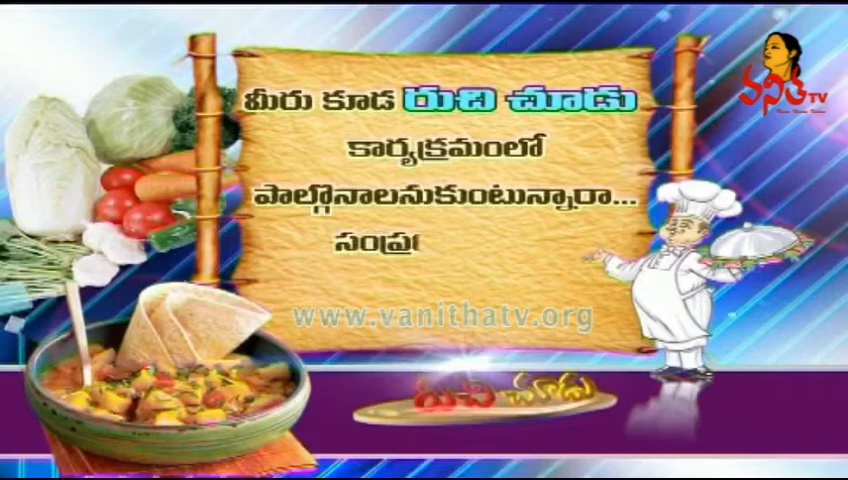 మీరు కూడ రుచి చూడు
కార్యక్రమంలో
పాల్గొనాలనుకుంటున్నారా...
www.vanithatv.org
రుచి చూడు
వనిత TV